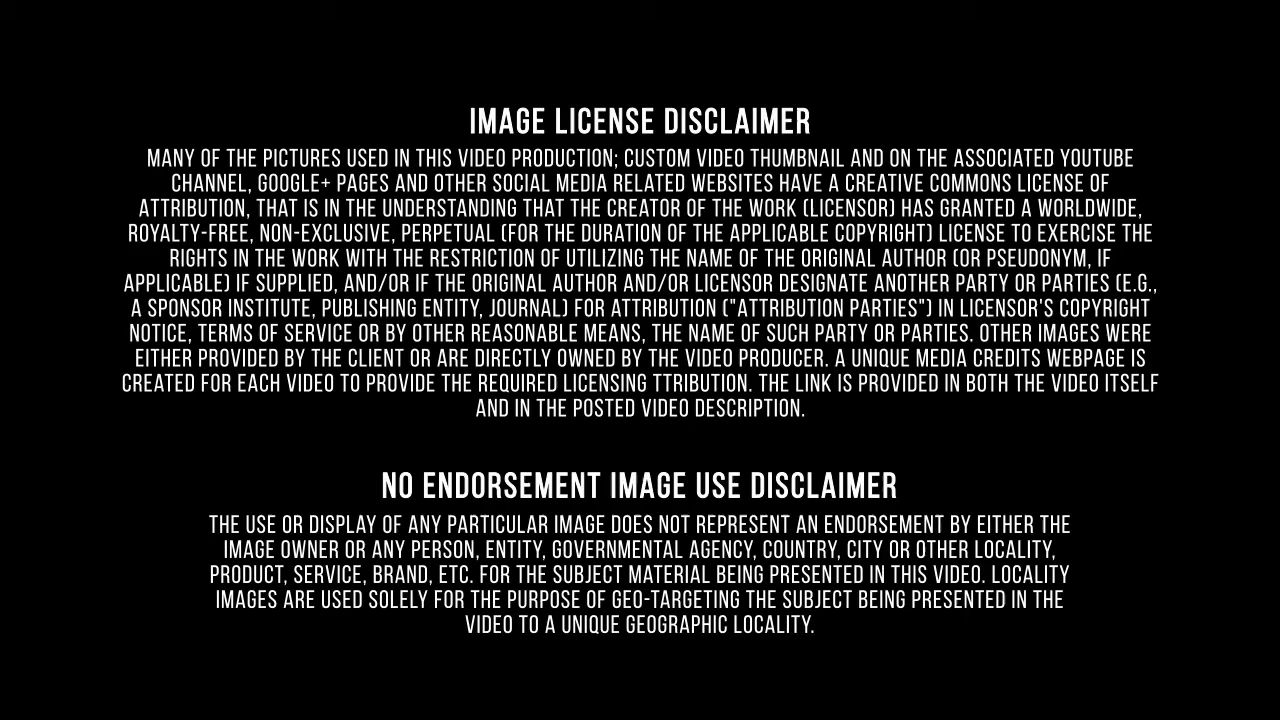 IMAGE LICENSE DISCLAIMER
MANY OF THE PICTURES USED IN THIS VIDEO PRODUCTION; CUSTOM VIDEO THUMBNAIL AND ON THE ASSOCIATED YOUTUBE
CHANNEL, GOOGLE+ PAGES AND OTHER SOCIAL MEDIA RELATED WEBSITES HAVE A CREATIVE COMMONS LICENSE OF
ATTRIBUTION, THAT IS IN THE UNDERSTANDING THAT THE CREATOR OF THE WORK (LICENSOR) HAS GRANTED A WORLDWIDE,
ROYALTY-FREE, NON-EXCLUSIVE, PERPETUAL (FOR THE DURATION OF THE APPLICABLE COPYRIGHT) LICENSE TO EXERCISE THE
RIGHTS IN THE WORK WITH THE RESTRICTION OF UTILIZING THE NAME OF THE ORIGINAL AUTHOR (OR PSEUDONYM, IF
APPLICABLE) IF SUPPLIED, AND/OR IF THE ORIGINAL AUTHOR AND/OR LICENSOR DESIGNATE ANOTHER PARTY OR PARTIES (E.G.,
A SPONSOR INSTITUTE, PUBLISHING ENTITY, JOURNAL) FOR ATTRIBUTION ("ATTRIBUTION PARTIES") IN LICENSOR'S COPYRIGHT
NOTICE, TERMS OF SERVICE OR BY OTHER REASONABLE MEANS, THE NAME OF SUCH PARTY OR PARTIES. OTHER IMAGES WERE
EITHER PROVIDED BY THE CLIENT OR ARE DIRECTLY OWNED BY THE VIDEO PRODUCER. A UNIQUE MEDIA CREDITS WEBPAGE IS
CREATED FOR EACH VIDEO TO PROVIDE THE REQUIRED LICENSING TTRIBUTION. THE LINK IS PROVIDED IN BOTH THE VIDEO ITSELF
AND IN THE POSTED VIDEO DESCRIPTION.
NO ENDORSEMENT IMAGE USE DISCLAIMER
THE USE OR DISPLAY OF ANY PARTICULAR IMAGE DOES NOT REPRESENT AN ENDORSEMENT BY EITHER THE
IMAGE OWNER OR ANY PERSON, ENTITY, GOVERNMENTAL AGENCY, COUNTRY, CITY OR OTHER LOCALITY,
PRODUCT, SERVICE, BRAND, ETC. FOR THE SUBJECT MATERIAL BEING PRESENTED IN THIS VIDEO. LOCALITY
IMAGES ARE USED SOLELY FOR THE PURPOSE OF GEO-TARGETING THE SUBJECT BEING PRESENTED IN THE
VIDEO TO A UNIQUE GEOGRAPHIC LOCALITY.